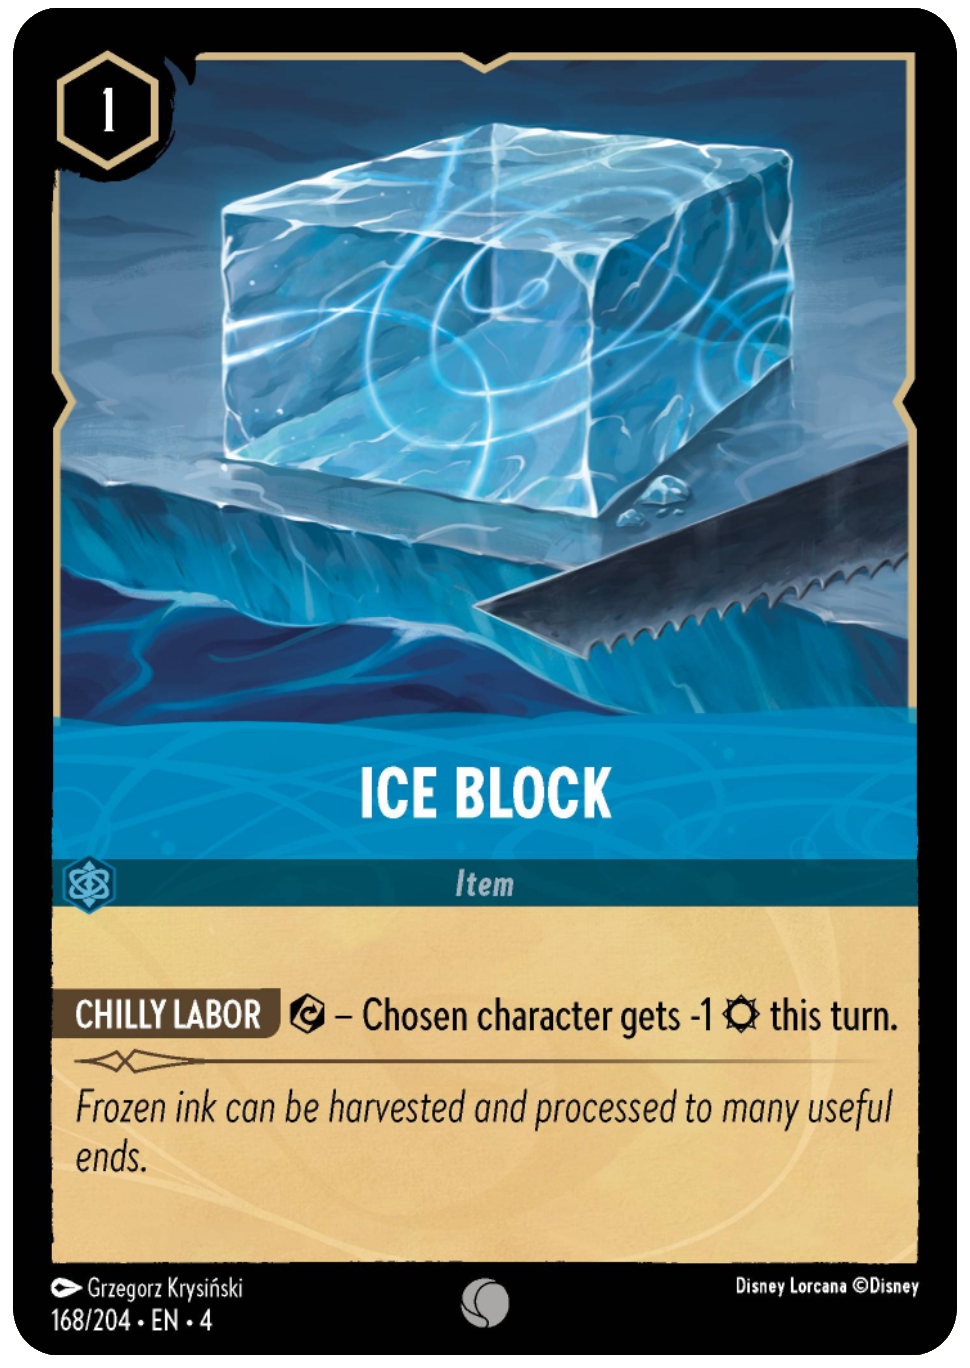 1
ICE BLOCK
Item
CHILLY LABOR – Chosen character gets -1 this turn.
Frozen ink can be harvested and processed to many useful
ends.
Grzegorz Krysiński
168/204 • EN • 4
Disney Lorcana ©Disney